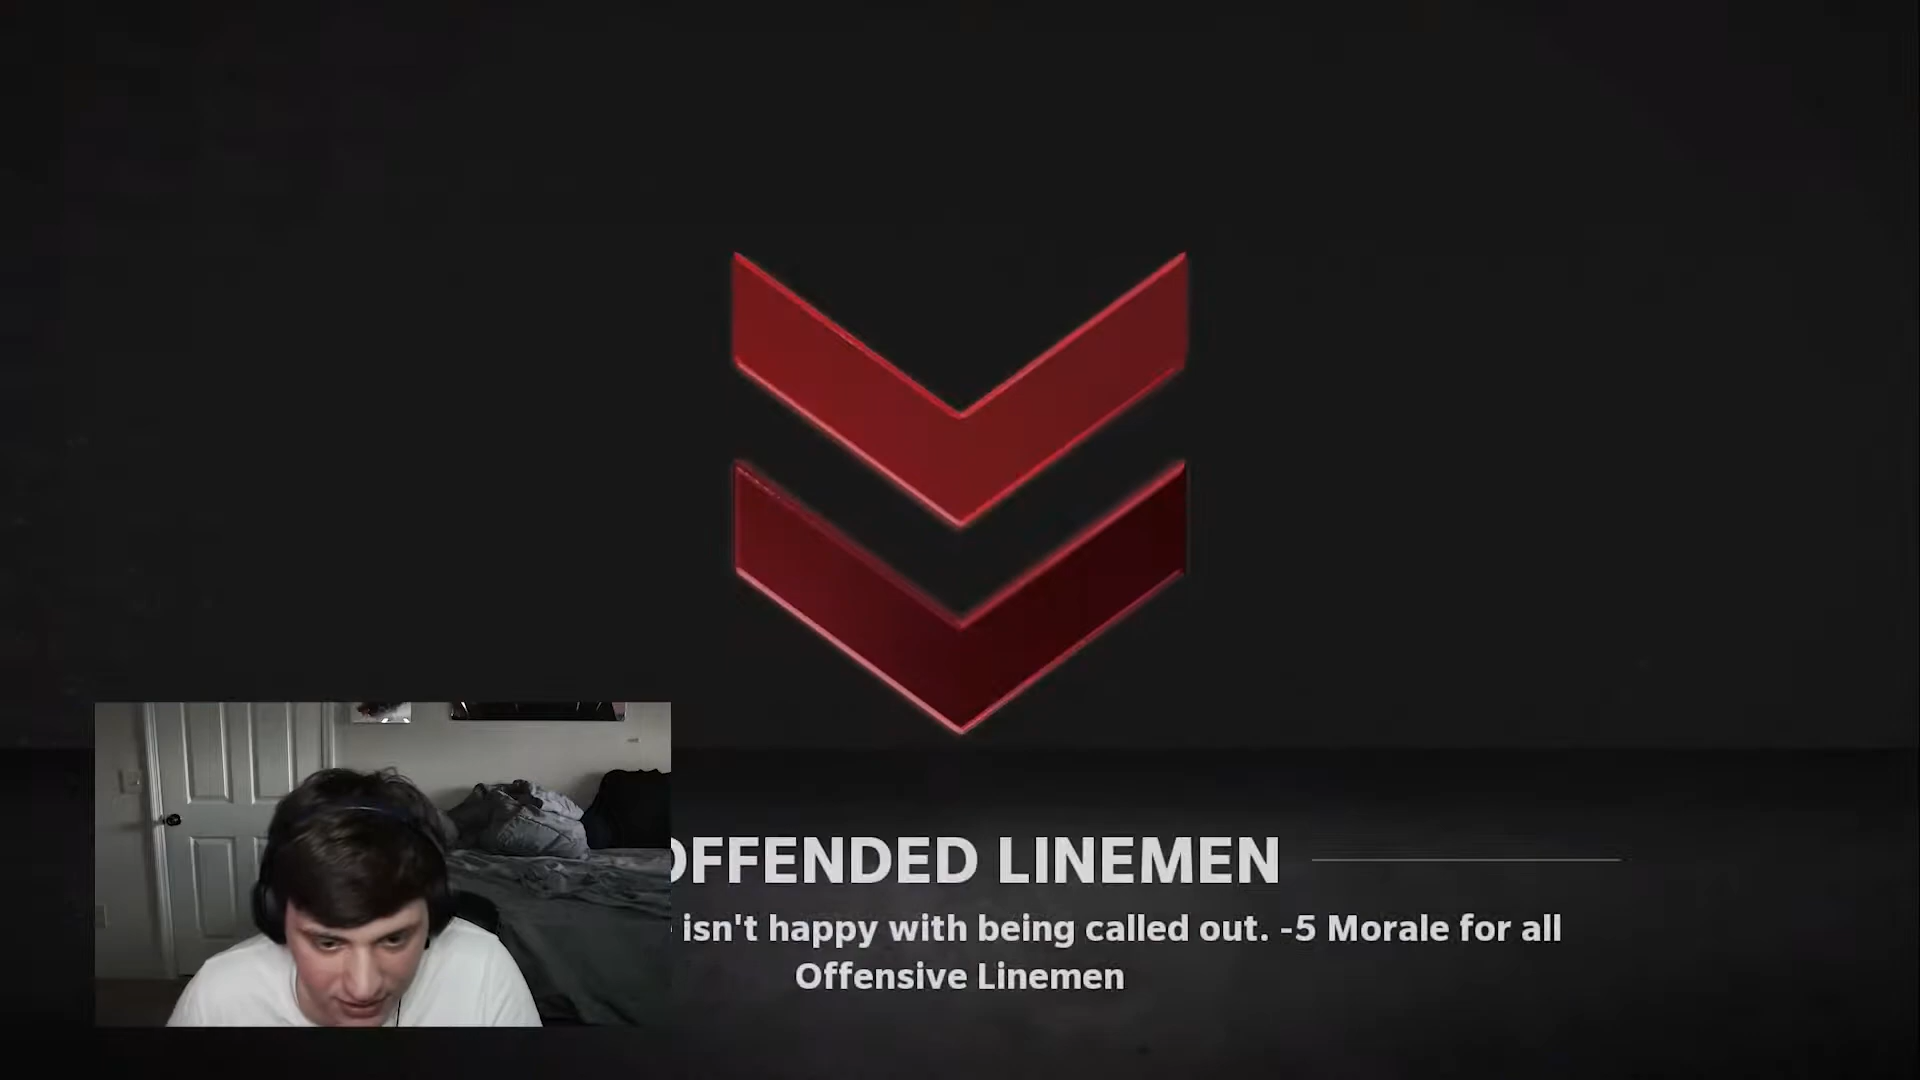 OFFENDED LINEMEN
isn't happy with being called out. -5 Morale for all
Offensive Linemen